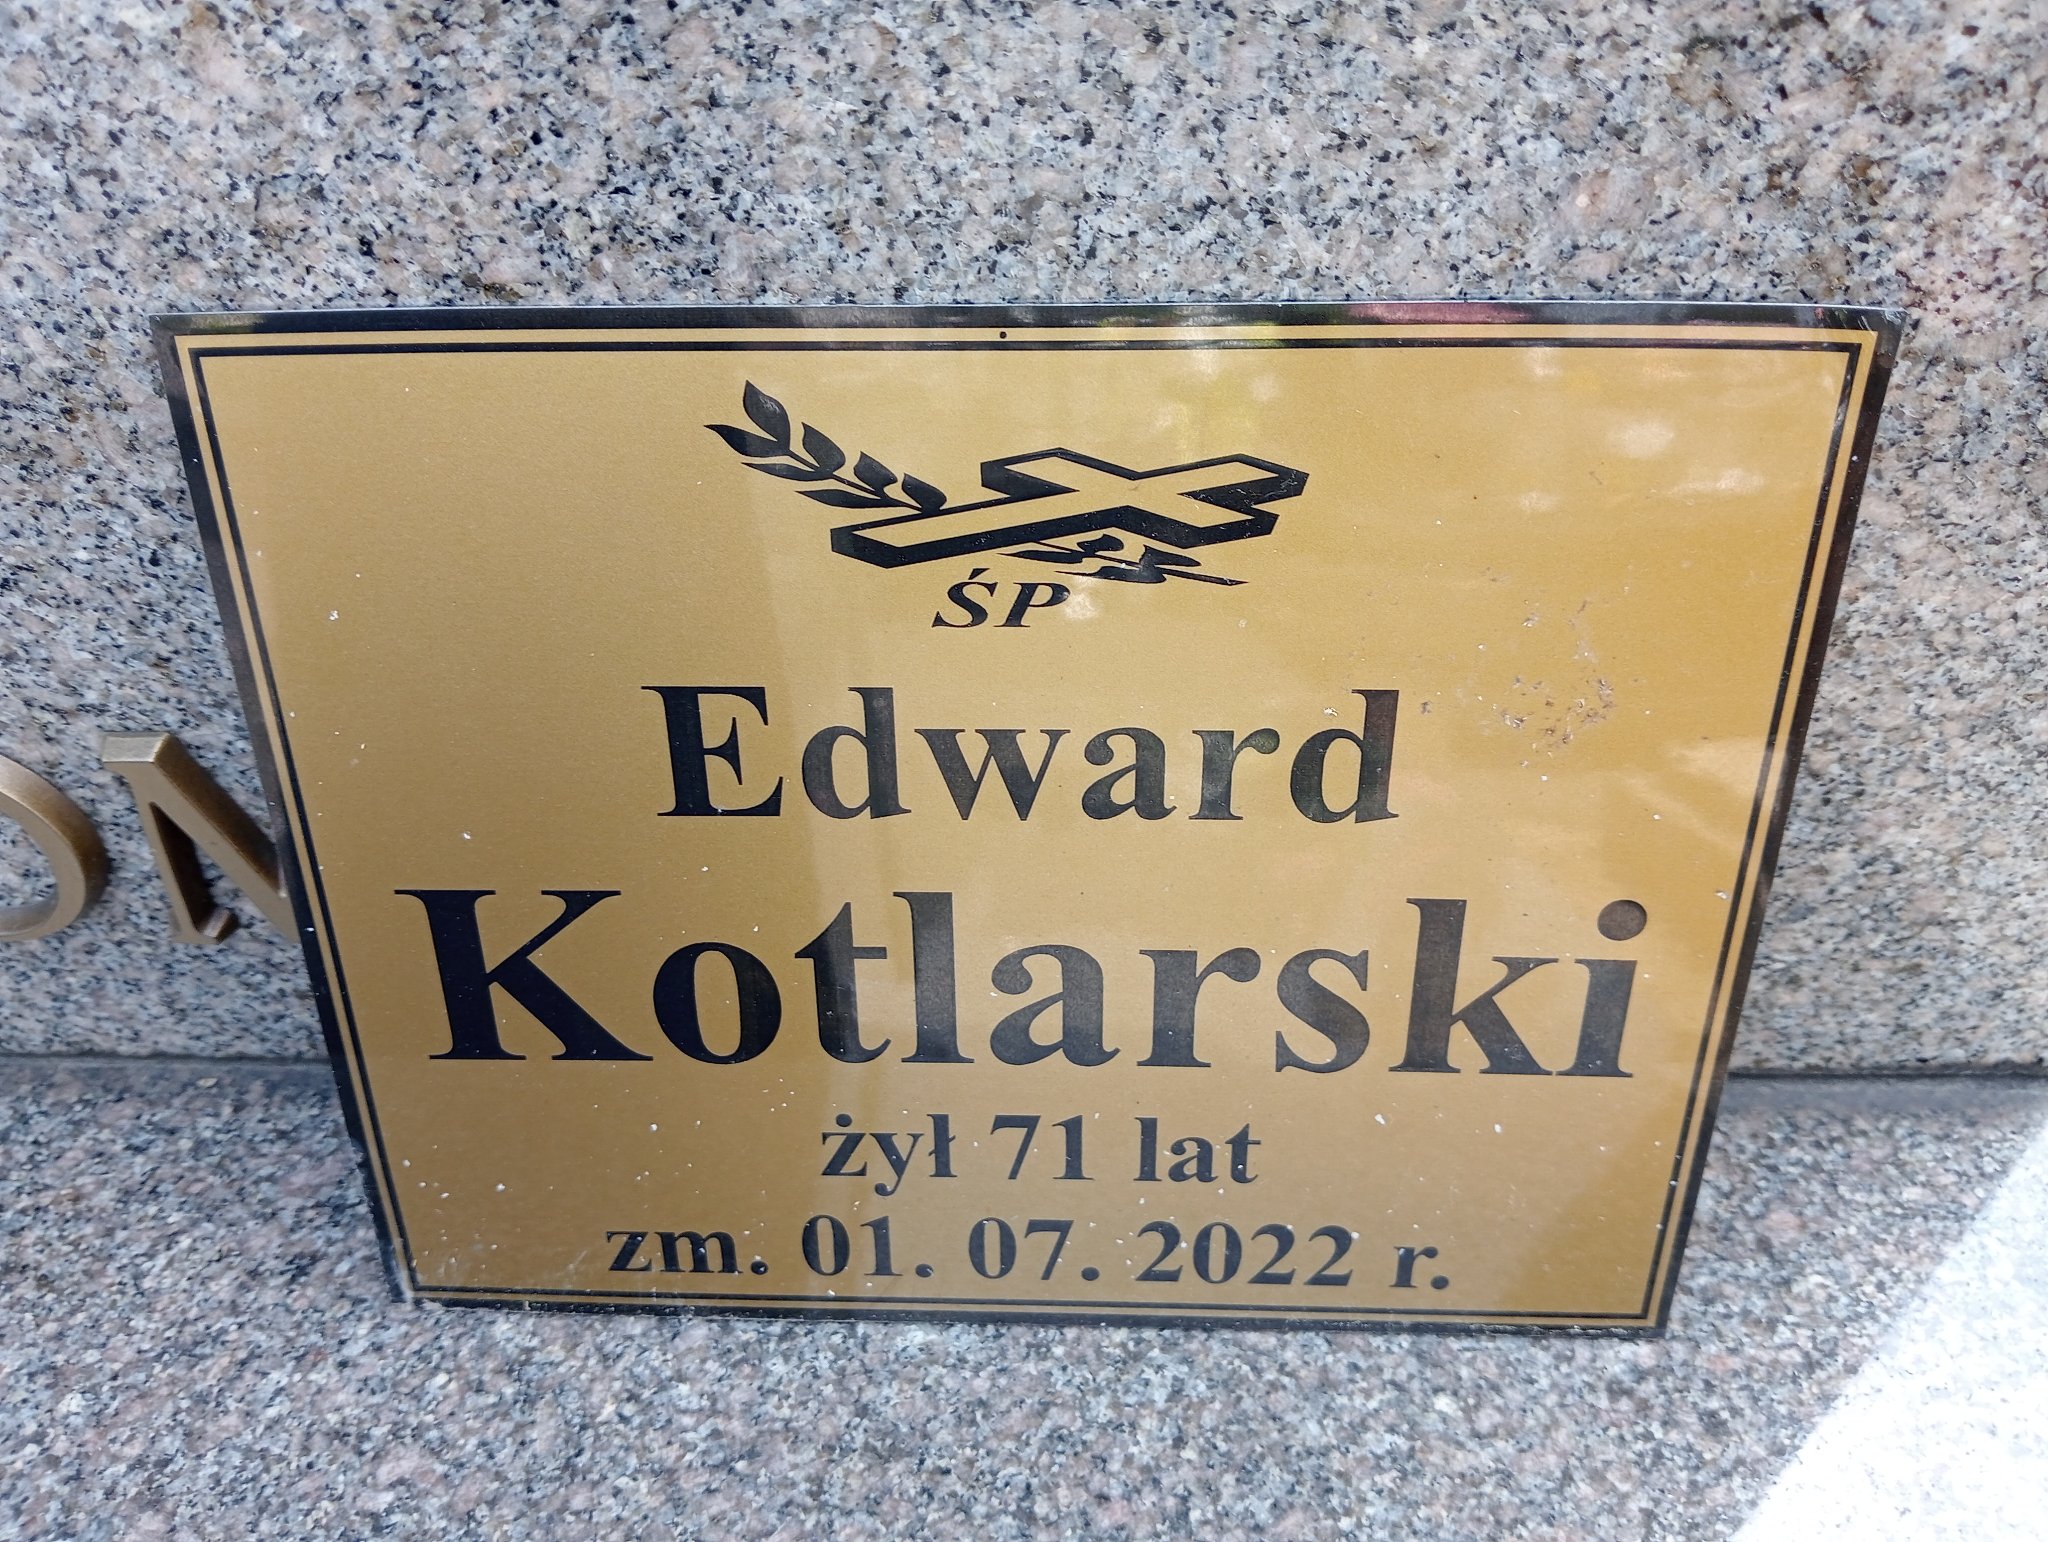 ŚP
Edward
Kotlarski
żył 71 lat
zm. 01. 07. 2022 r.